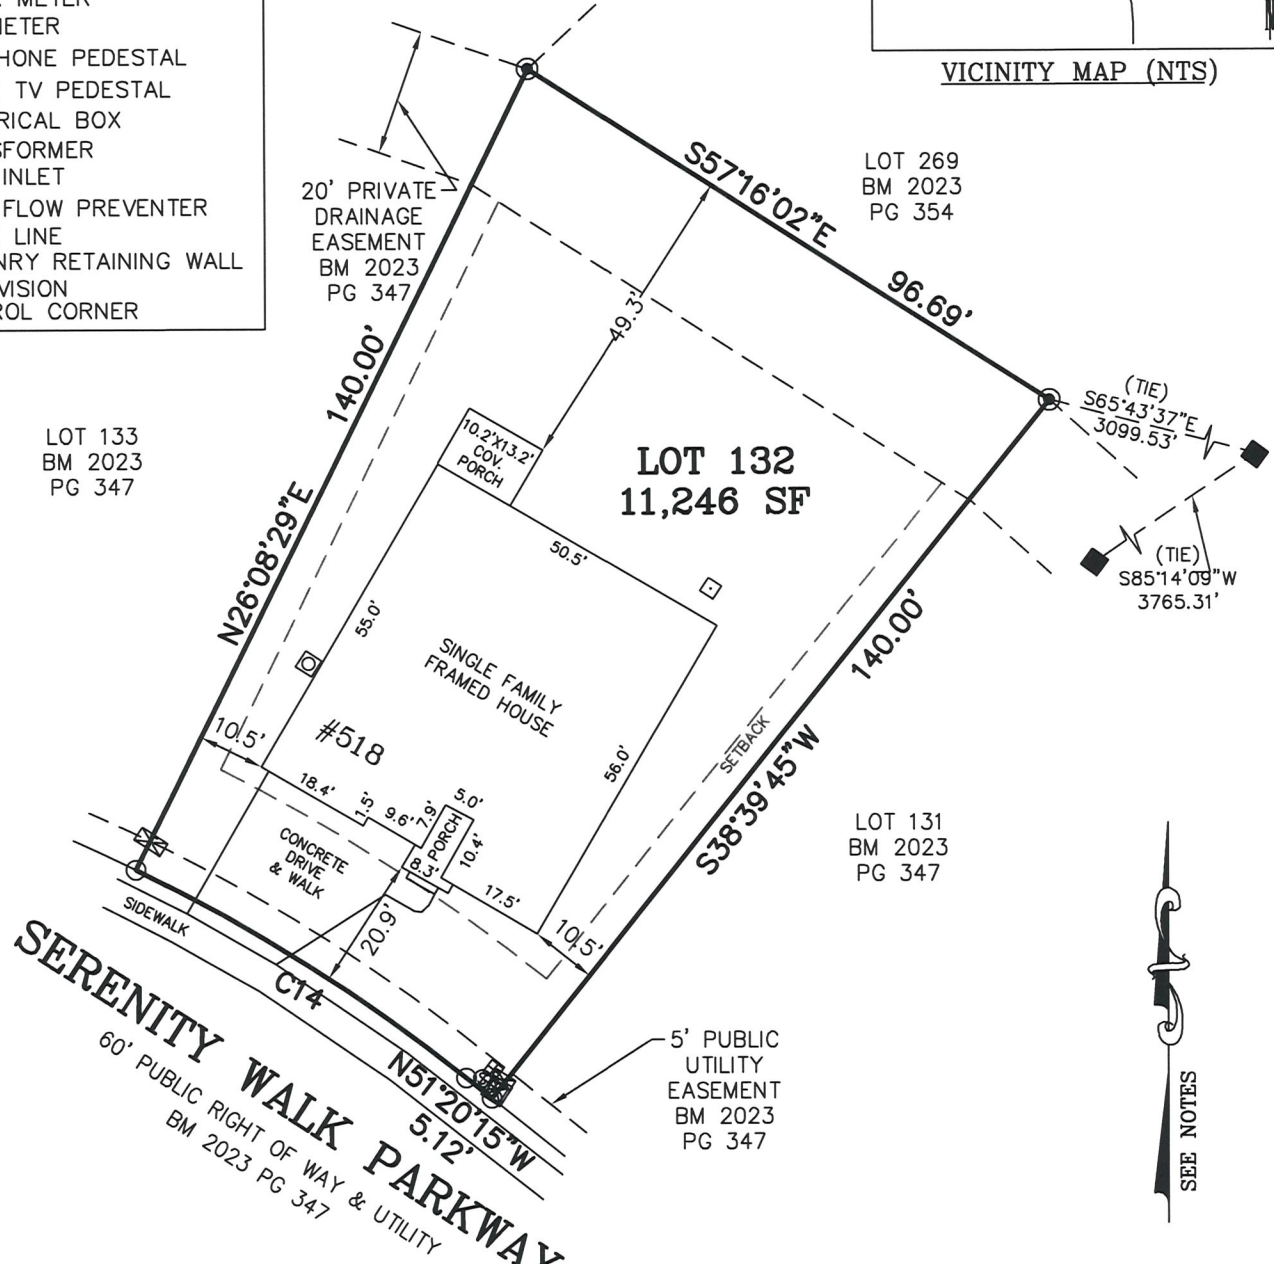 METER
METER
HONE PEDESTAL
TV PEDESTAL
RICAL BOX
SFORMER
INLET
FLOW PREVENTER
LINE
NRY RETAINING WALL
VISION
ROL CORNER
VICINITY MAP (NTS)
20' PRIVATE
DRAINAGE
EASEMENT
BM 2023
PG 347
S57°16'02"E
96.69'
LOT 269
BM 2023
PG 354
49.3'
140.00'
N26°08'29"E
LOT 133
BM 2023
PG 347
10.2'X13.2'
COV.
PORCH
LOT 132
11,246 SF
(TIE)
S65°43'37"E
3099.53'
(TIE)
S85°14'09"W
3765.31'
50.5'
55.0'
SINGLE FAMILY
FRAMED HOUSE
#518
56.0'
140.00'
S38°39'45"W
SETBACK
LOT 131
BM 2023
PG 347
10.5'
18.4'
1.5'
9.6'
7.9'
5.0'
PORCH
10.4'
8.3'
17.5'
10.5'
CONCRETE
DRIVE
& WALK
20.9'
SIDEWALK
C14
N51°20'15"W
5.12'
SERENITY WALK PARKWAY
60' PUBLIC RIGHT OF WAY & UTILITY
BM 2023 PG 347
5' PUBLIC
UTILITY
EASEMENT
BM 2023
PG 347
SEE NOTES